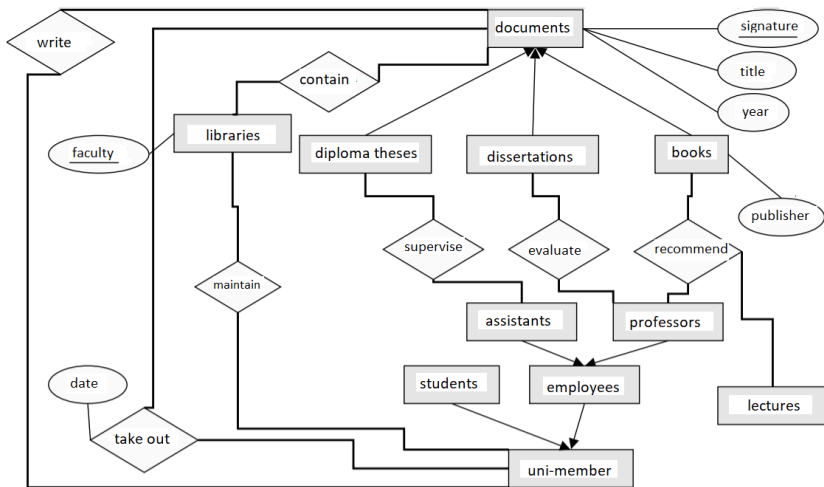 documents
signature
write
title
contain
year
libraries
faculty
diploma theses
dissertations
books
publisher
supervise
evaluate
recommend
maintain
assistants
professors
date
students
employees
lectures
take out
uni-member